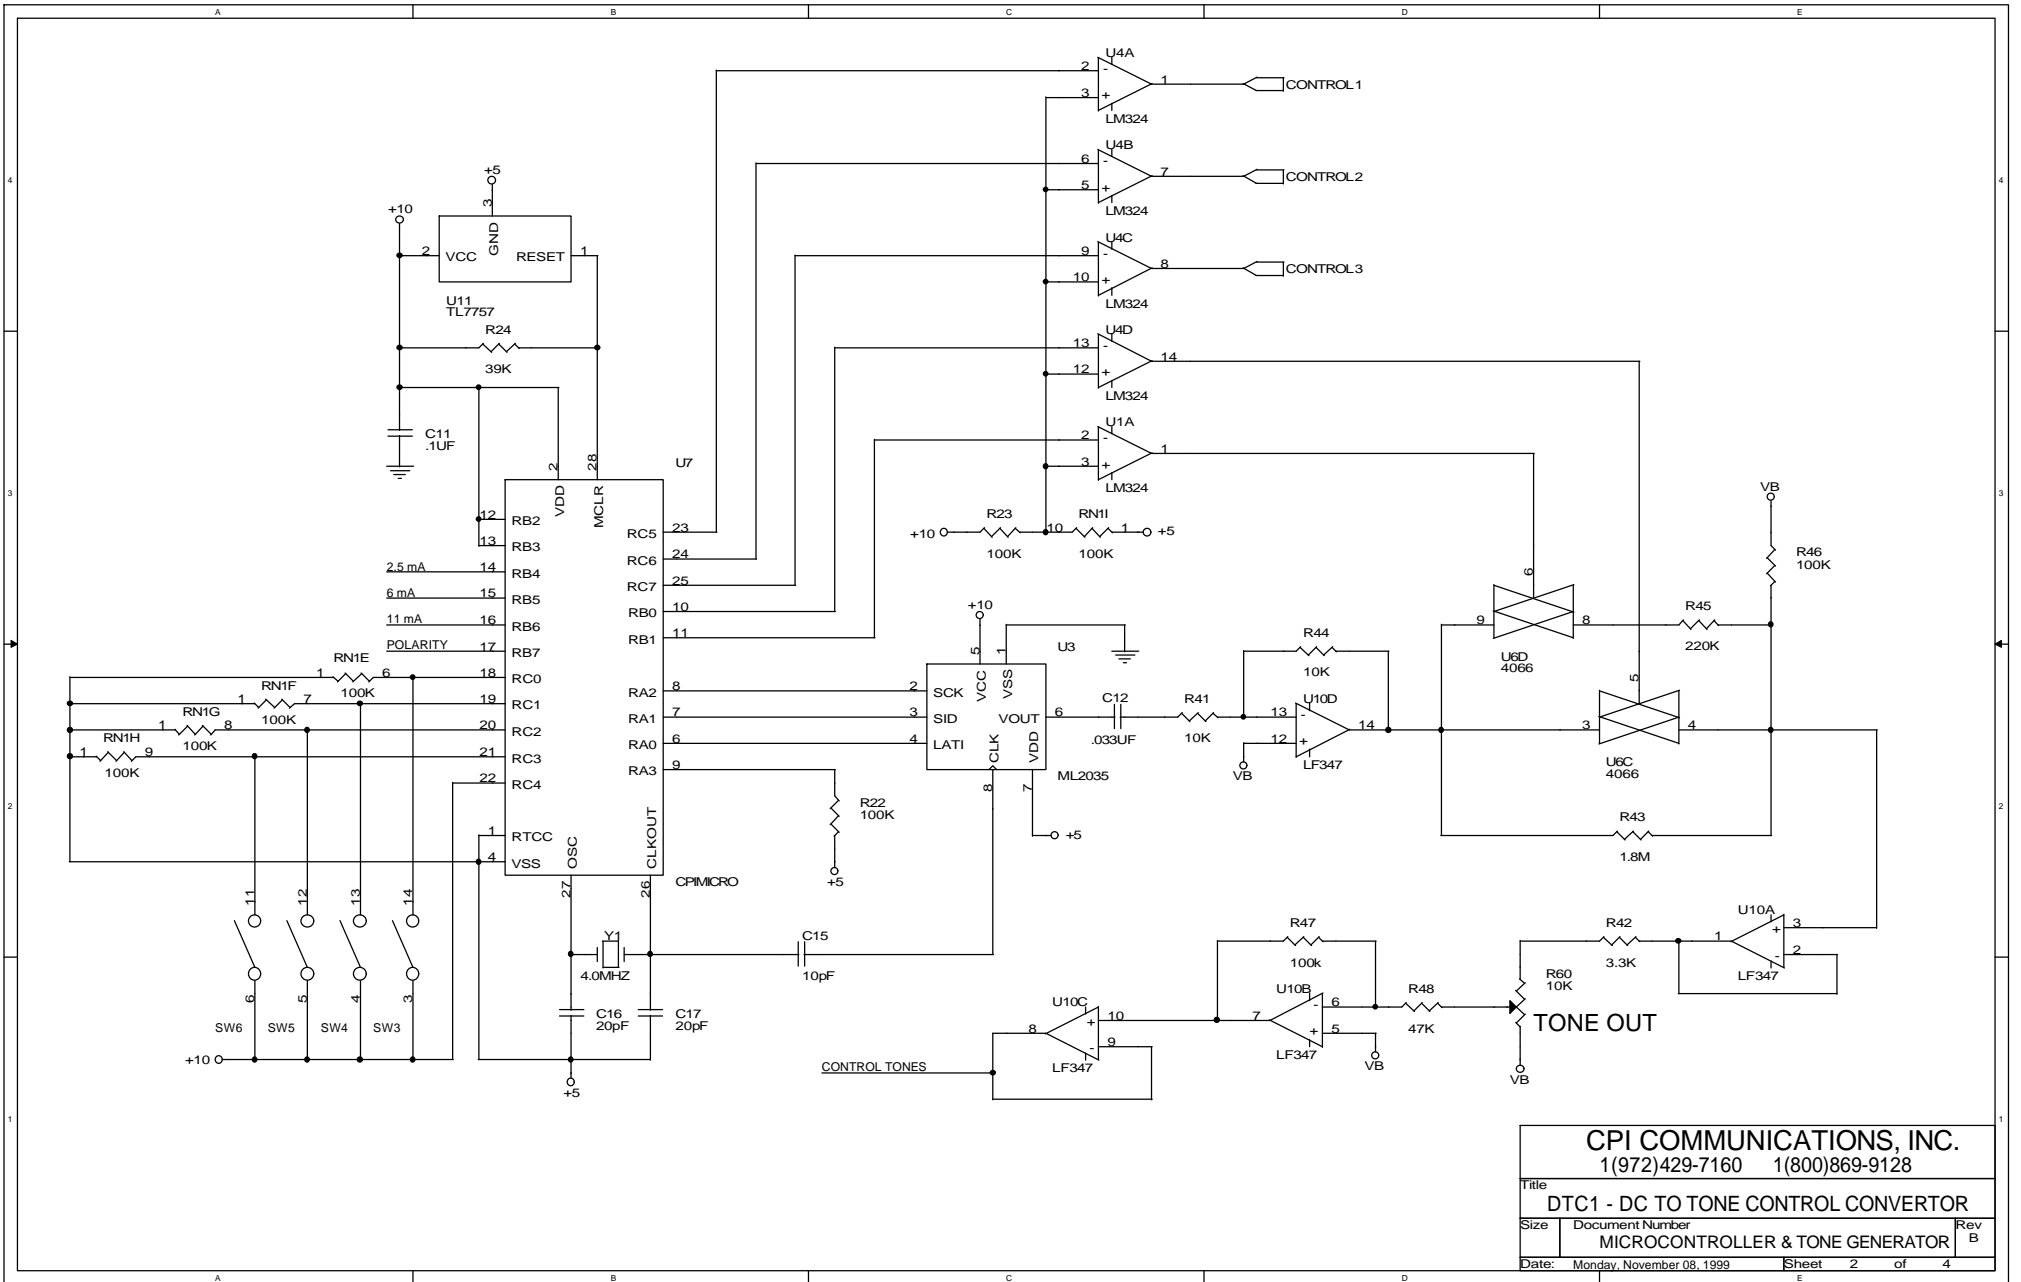 A B C D E
U4A
2 - 1 CONTROL1
3 +
LM324
U4B
6 - 7 CONTROL2
5 +
LM324
U4C
9 - 8 CONTROL3
10 +
LM324
U4D
13 - 14
12 +
LM324
U1A
2 - 1
3 +
LM324
4 4
+5
3
+10
GND
2 VCC RESET 1
U11
TL7757
R24
39K
C11
.1UF
3 3
2 28 U7
VDD MCLR
12 RB2
13 RB3
2.5 mA 14 RB4
6 mA 15 RB5
11 mA 16 RB6
POLARITY 17 RB7
18 RC0
19 RC1
20 RC2
21 RC3
22 RC4
1 RTCC
4 VSS
OSC CLKOUT
27 26
CPIMICRO
RC5 23
RC6 24
RC7 25
RB0 10
RB1 11
RA2 8
RA1 7
RA0 6
RA3 9
RN1E
1 6
100K
RN1F
1 7
100K
RN1G
1 8
100K
RN1H
1 9
100K
R23 RN1I
+10 10 1 +5
100K 100K
R22
100K
+5
+10
5 1 U3
VCC VSS
2 SCK
3 SID VOUT 6
4 LATI
CLK VDD
8 7
ML2035
+5
C12
.033UF
R41
10K
R44
10K
U10D
13 - 14
12 +
LF347
VB
6
9 8
U6D
4066
R45
220K
VB
R46
100K
5
3 4
U6C
4066
R43
1.8M
2 2
11 12 13 14
6 5 4 3
SW6 SW5 SW4 SW3
+10
Y1
4.0MHZ
C15
10pF
C16
20pF
C17
20pF
+5
U10A
1 + 3
- 2
LF347
R42
3.3K
R60
10K
TONE OUT
VB
R47
100k
R48
47K
U10B
7 - 6
+ 5
LF347
VB
U10C
8 + 10
- 9
LF347
CONTROL TONES
1 1
CPI COMMUNICATIONS, INC.
1(972)429-7160 1(800)869-9128
Title
DTC1 - DC TO TONE CONTROL CONVERTOR
Size Document Number Rev
MICROCONTROLLER & TONE GENERATOR B
Date: Monday, November 08, 1999 Sheet 2 of 4
A B C D E